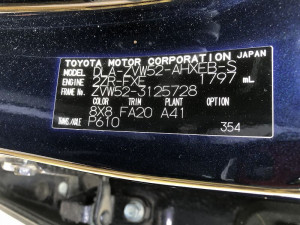 TOYOTA MOTOR CORPORATION JAPAN
MODEL DLA-ZVW52-AHXEB-S
2ZR-FXE 1797 mL
FRAME No. ZVW52-3125728
COLOR TRIM PLANT OPTION
8X8 FA20 A41
TRANS./AXLE P610
354